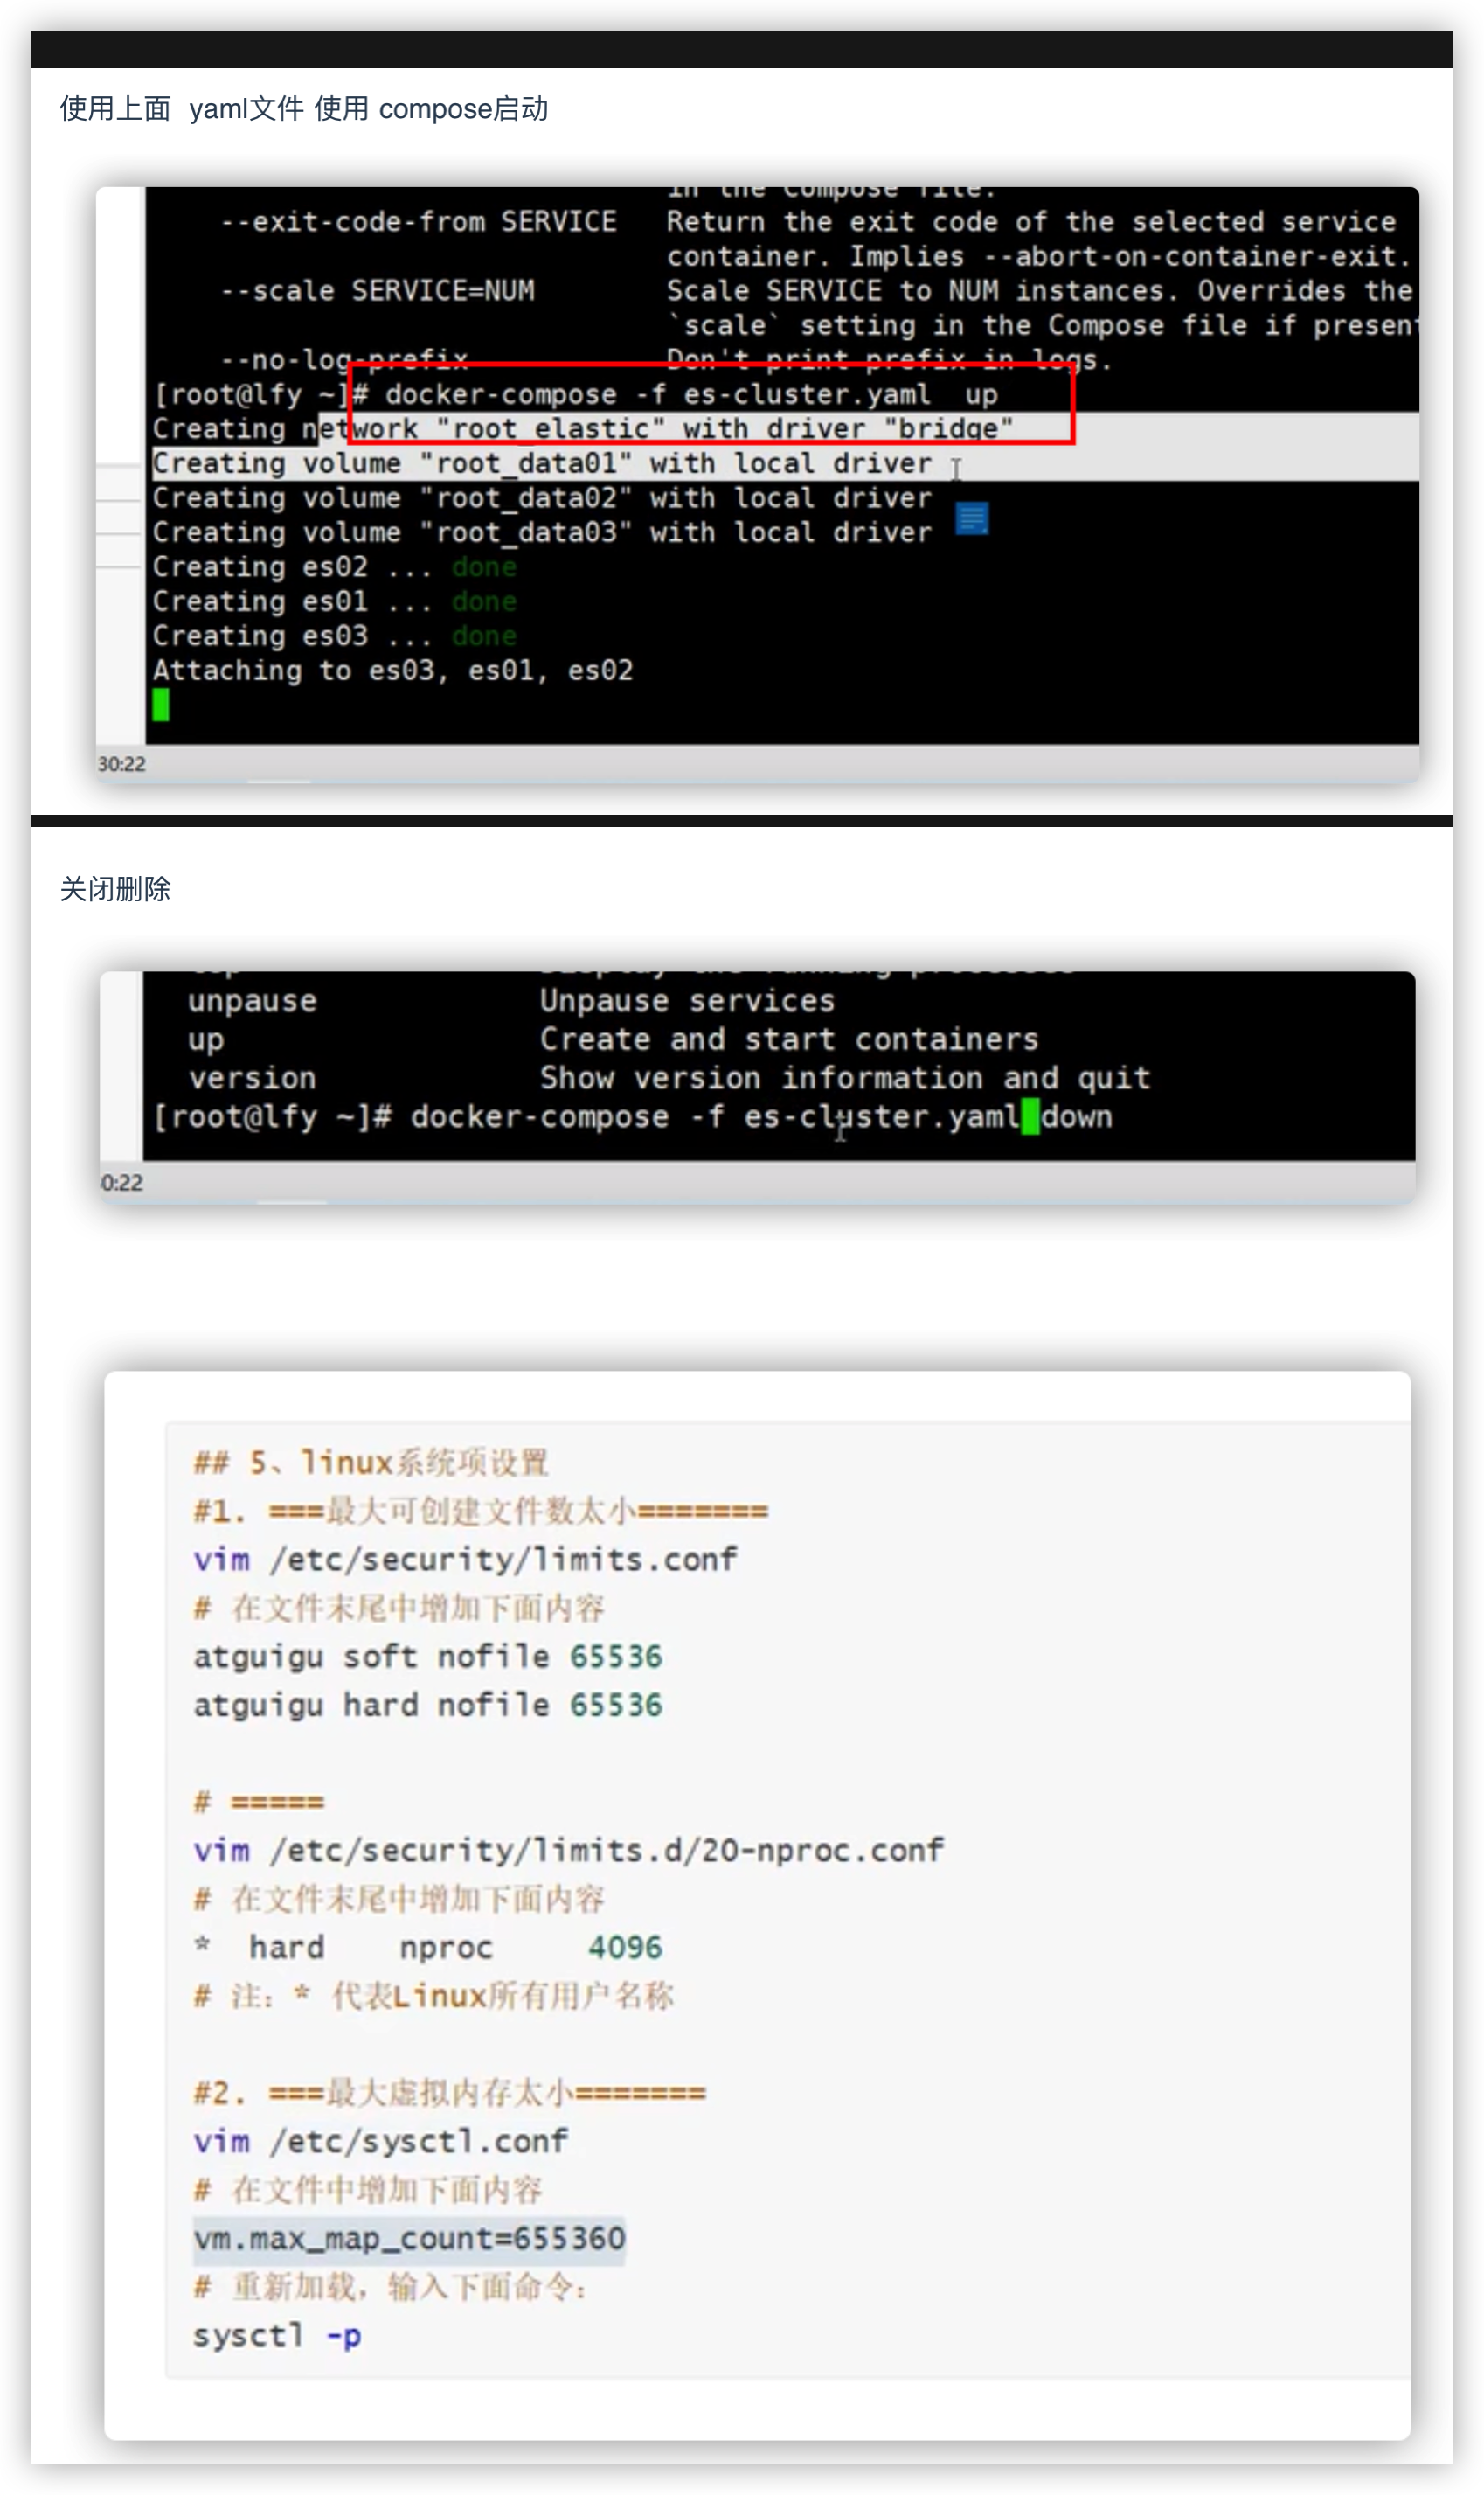 使用上面 yaml文件 使用 compose启动
in the Compose file.
--exit-code-from SERVICE Return the exit code of the selected service
container. Implies --abort-on-container-exit.
--scale SERVICE=NUM Scale SERVICE to NUM instances. Overrides the
`scale` setting in the Compose file if present
--no-log-prefix Don't print prefix in logs.
[root@lfy ~]# docker-compose -f es-cluster.yaml up
Creating network "root_elastic" with driver "bridge"
Creating volume "root_data01" with local driver
Creating volume "root_data02" with local driver
Creating volume "root_data03" with local driver
Creating es02 ... done
Creating es01 ... done
Creating es03 ... done
Attaching to es03, es01, es02
30:22
关闭删除
unpause Unpause services
up Create and start containers
version Show version information and quit
[root@lfy ~]# docker-compose -f es-cluster.yaml down
0:22
## 5、linux系统项设置
#1. ===最大可创建文件数太小=======
vim /etc/security/limits.conf
# 在文件末尾中增加下面内容
atguigu soft nofile 65536
atguigu hard nofile 65536
# =====
vim /etc/security/limits.d/20-nproc.conf
# 在文件末尾中增加下面内容
* hard nproc 4096
# 注：* 代表Linux所有用户名称
#2. ===最大虚拟内存太小=======
vim /etc/sysctl.conf
# 在文件中增加下面内容
vm.max_map_count=655360
# 重新加载，输入下面命令：
sysctl -p